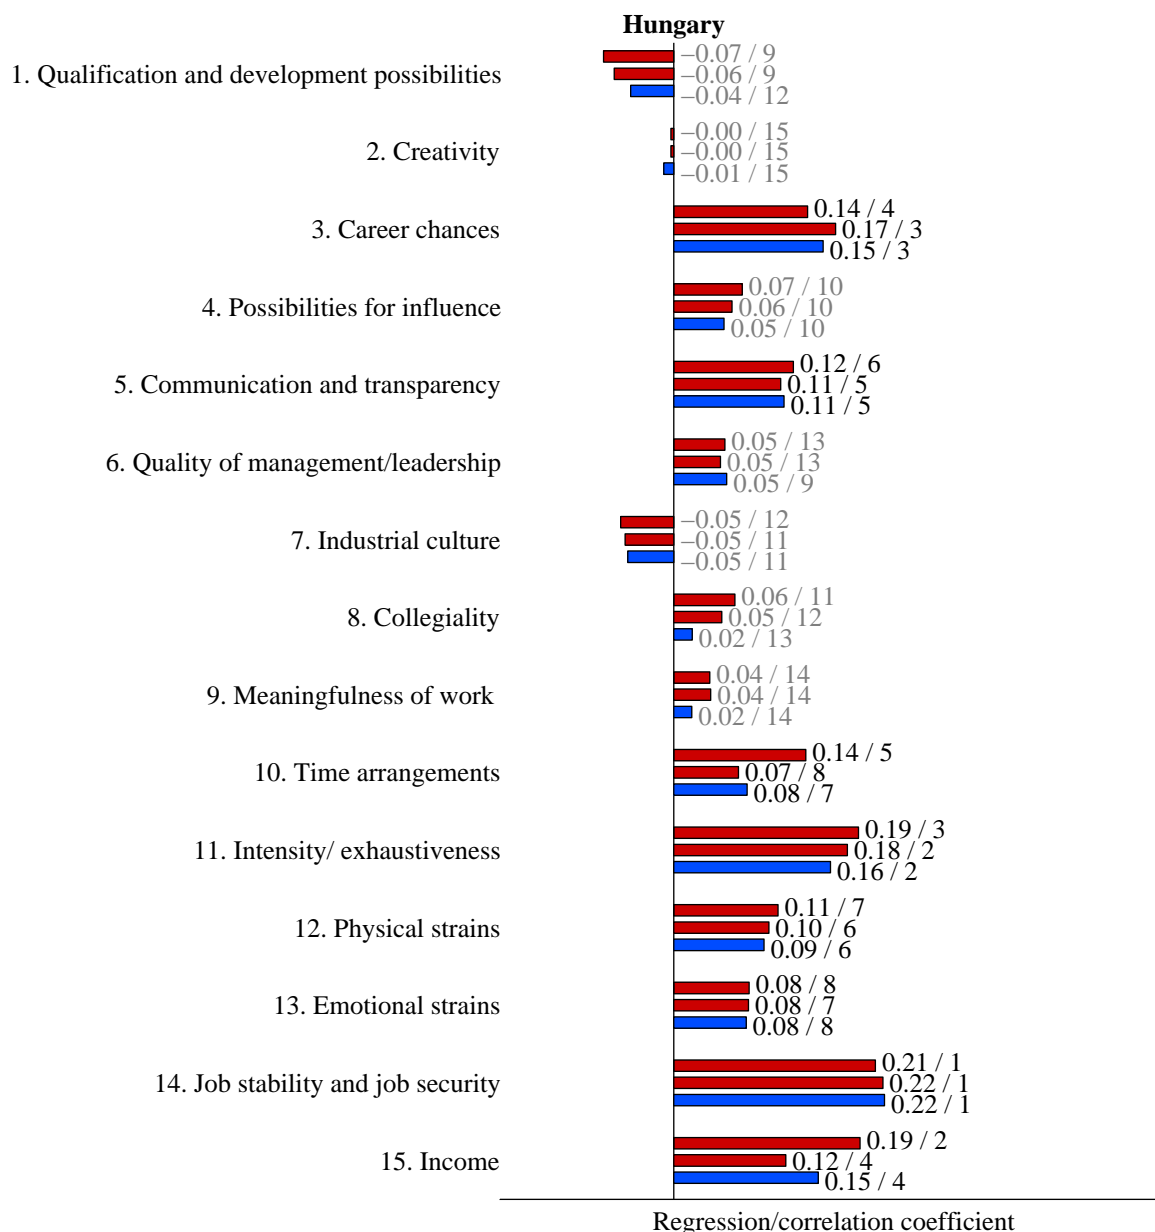 Hungary
1. Qualification and development possibilities
–0.07 / 9
–0.06 / 9
–0.04 / 12
2. Creativity
–0.00 / 15
–0.00 / 15
–0.01 / 15
3. Career chances
0.14 / 4
0.17 / 3
0.15 / 3
4. Possibilities for influence
0.07 / 10
0.06 / 10
0.05 / 10
5. Communication and transparency
0.12 / 6
0.11 / 5
0.11 / 5
6. Quality of management/leadership
0.05 / 13
0.05 / 13
0.05 / 9
7. Industrial culture
–0.05 / 12
–0.05 / 11
–0.05 / 11
8. Collegiality
0.06 / 11
0.05 / 12
0.02 / 13
9. Meaningfulness of work
0.04 / 14
0.04 / 14
0.02 / 14
10. Time arrangements
0.14 / 5
0.07 / 8
0.08 / 7
11. Intensity/ exhaustiveness
0.19 / 3
0.18 / 2
0.16 / 2
12. Physical strains
0.11 / 7
0.10 / 6
0.09 / 6
13. Emotional strains
0.08 / 8
0.08 / 7
0.08 / 8
14. Job stability and job security
0.21 / 1
0.22 / 1
0.22 / 1
15. Income
0.19 / 2
0.12 / 4
0.15 / 4
Regression/correlation coefficient